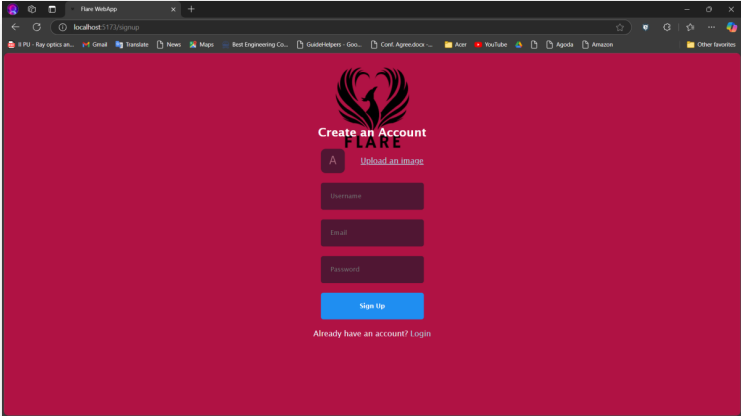 Flare WebApp
localhost:5173/signup
II PU - Ray optics an...
Gmail
Translate
News
Maps
Best Engineering Co...
GuideHelpers - Goo...
Conf. Agree.docx -...
Acer
YouTube
Agoda
Amazon
Other favorites
Create an Account
FLARE
A
Upload an image
Username
Email
Password
Sign Up
Already have an account? Login